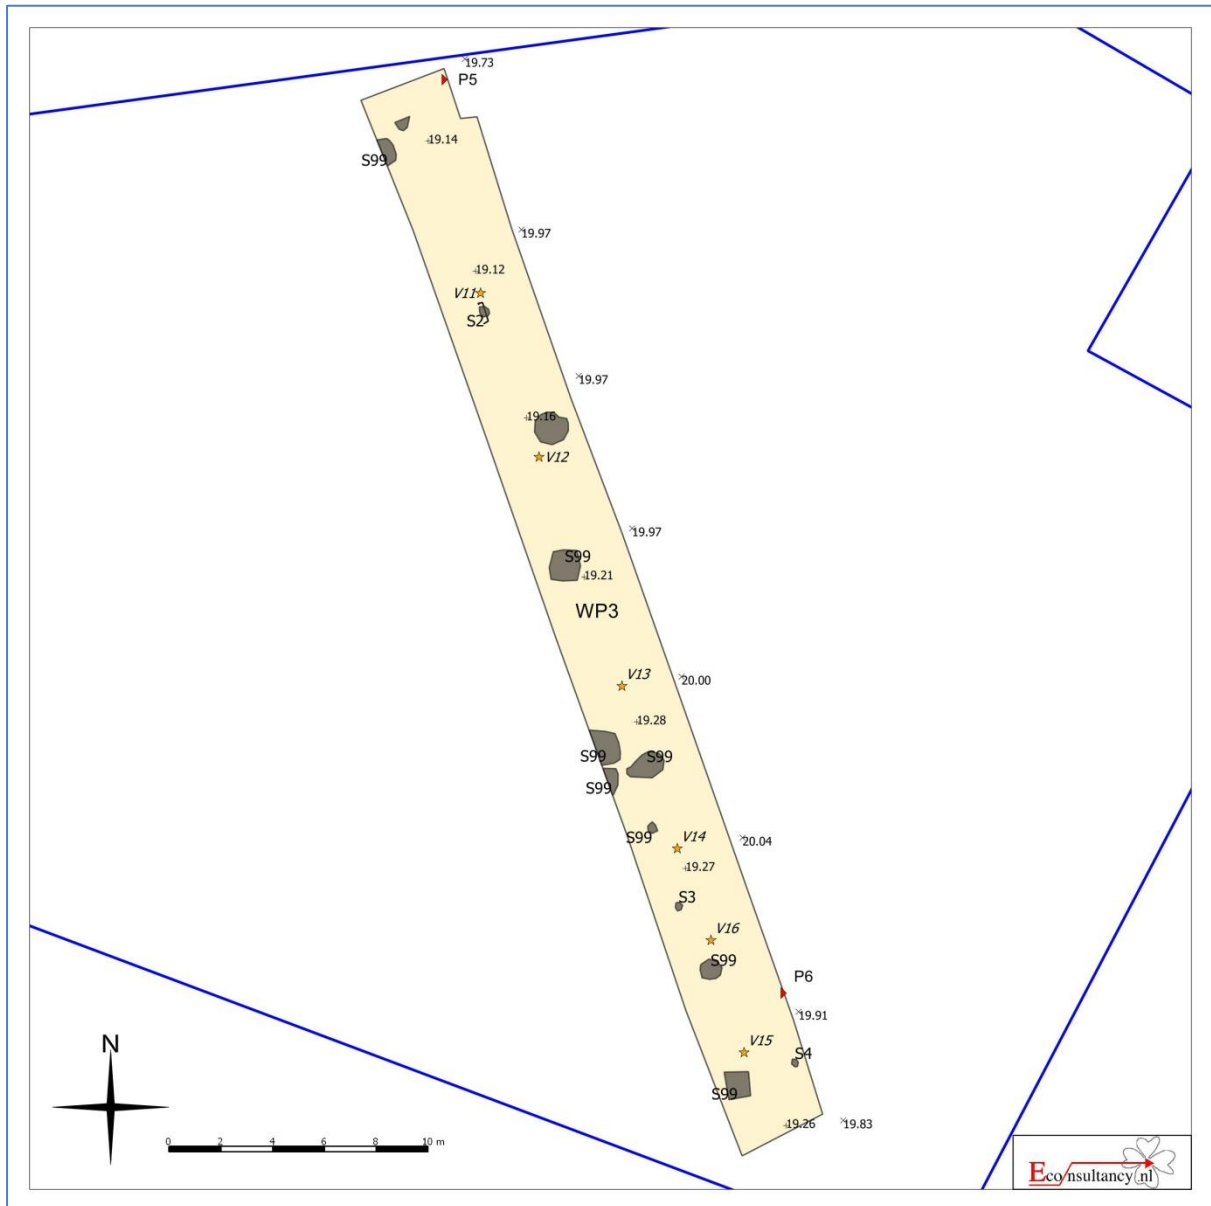 19.73
P5
19.14
S99
19.97
19.12
V11
S2
19.97
19.16
V12
19.97
S99
19.21
WP3
V13
20.00
19.28
S99
S99
S99
S99
V14
20.04
19.27
S3
V16
S99
P6
19.91
V15
S4
S99
19.26
19.83
N
0 2 4 6 8 10 m
Econsultancy.nl